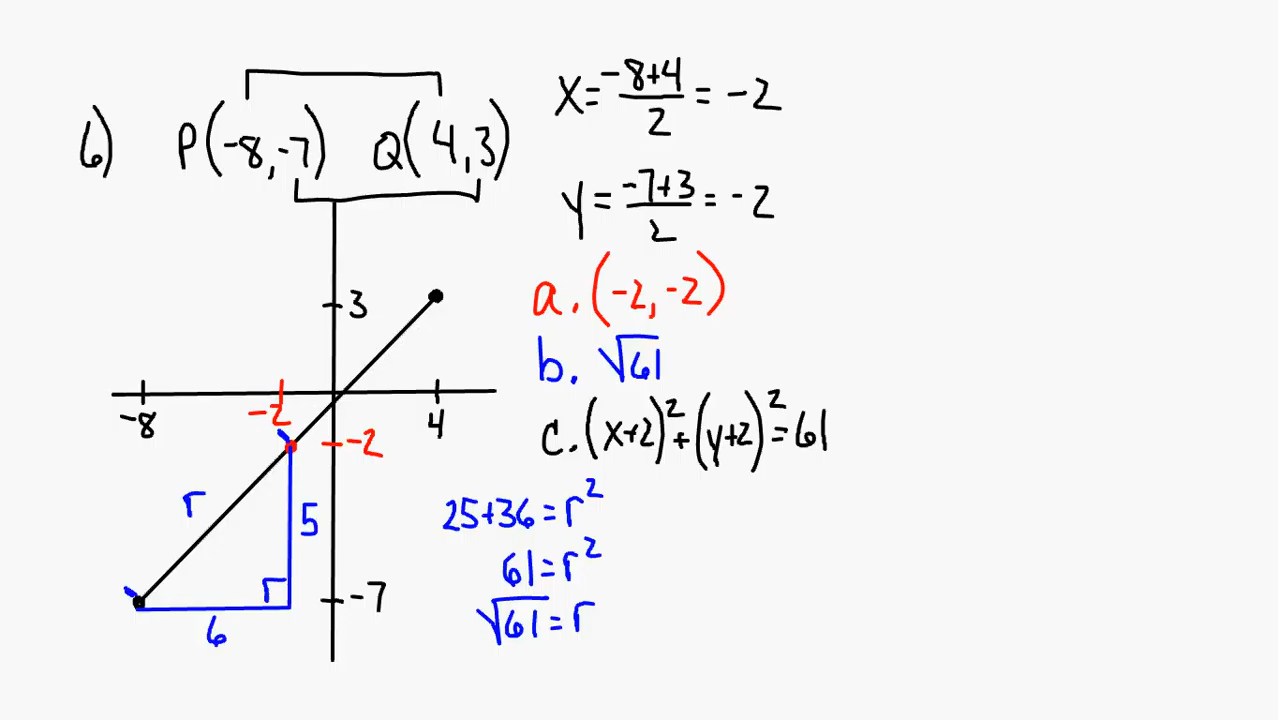 6) P(-8,-7) Q(4,3)
x = (-8+4)/2 = -2
y = (-7+3)/2 = -2
a. (-2,-2)
b. √61
c. (x+2)² + (y+2)² = 61
3
-8
-2
4
-2
r
5
-7
6
25+36 = r²
61 = r²
√61 = r